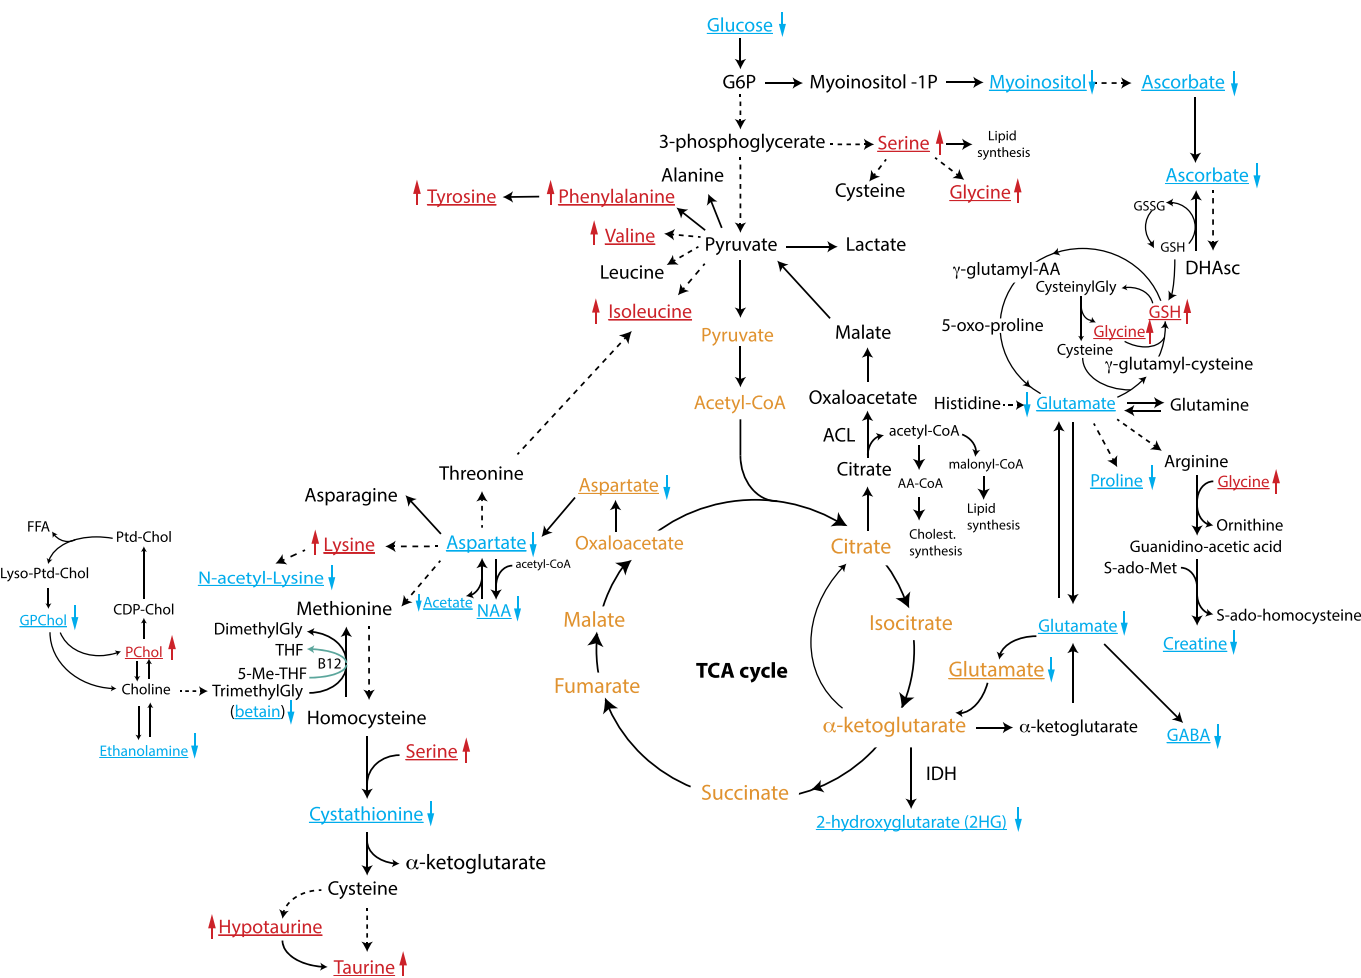 Glucose
G6P
Myoinositol -1P
Myoinositol
Ascorbate
3-phosphoglycerate
Serine
Lipid
synthesis
Alanine
Cysteine
Glycine
Ascorbate
Tyrosine
Phenylalanine
Valine
Pyruvate
Lactate
Leucine
Isoleucine
GSSG
GSH
DHAsc
γ-glutamyl-AA
CysteinylGly
GSH
5-oxo-proline
Glycine
Cysteine
γ-glutamyl-cysteine
Pyruvate
Malate
Acetyl-CoA
Oxaloacetate
Histidine
Glutamate
Glutamine
ACL
acetyl-CoA
Citrate
malonyl-CoA
AA-CoA
Lipid
synthesis
Cholest.
synthesis
Proline
Arginine
Glycine
Ornithine
Guanidino-acetic acid
S-ado-Met
S-ado-homocysteine
Creatine
Threonine
Asparagine
Aspartate
Oxaloacetate
Citrate
Lysine
Aspartate
acetyl-CoA
N-acetyl-Lysine
Acetate
NAA
FFA
Ptd-Chol
Lyso-Ptd-Chol
CDP-Chol
GPChol
PChol
Choline
Ethanolamine
Methionine
DimethylGly
THF
B12
5-Me-THF
TrimethylGly
(betain)
Homocysteine
Malate
Isocitrate
Fumarate
TCA cycle
Glutamate
Glutamate
α-ketoglutarate
α-ketoglutarate
GABA
Succinate
IDH
2-hydroxyglutarate (2HG)
Serine
Cystathionine
α-ketoglutarate
Cysteine
Hypotaurine
Taurine